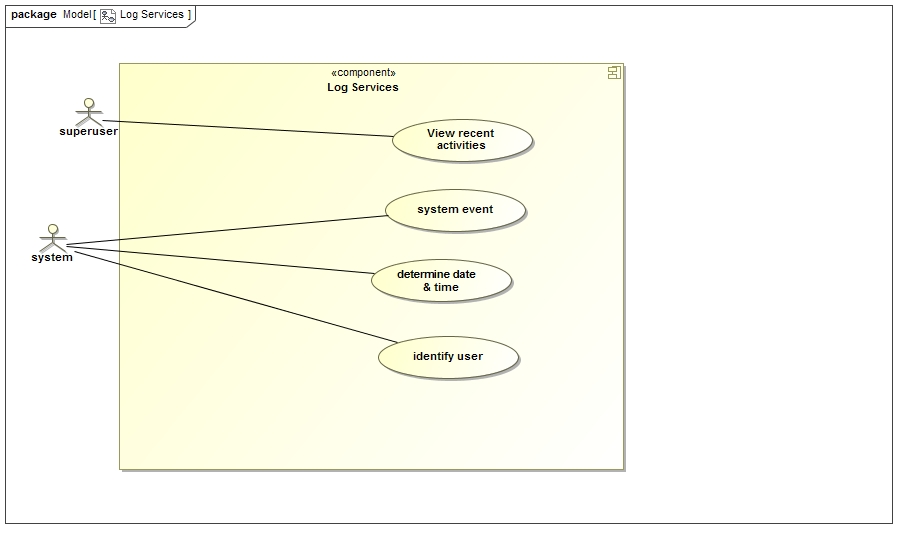 package Model[ Log Services ]
«component»
Log Services
superuser
View recent
activities
system event
system
determine date
& time
identify user